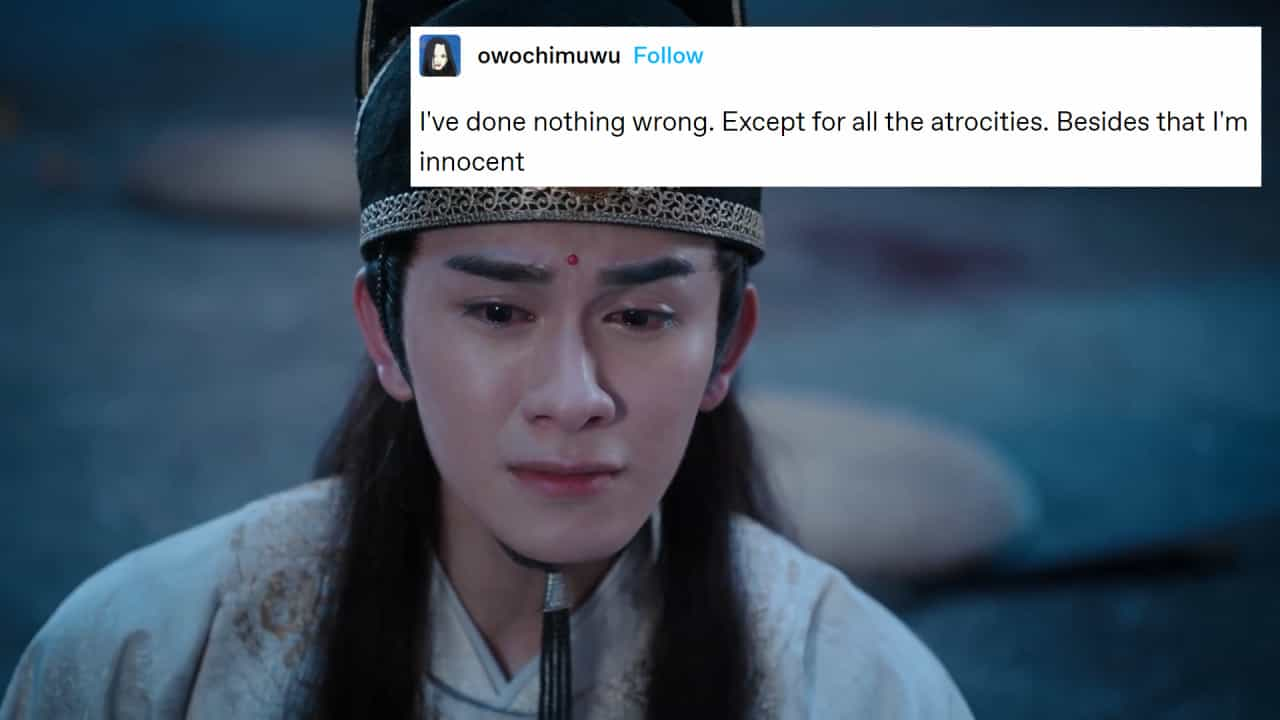 owochimuwu Follow
I've done nothing wrong. Except for all the atrocities. Besides that I'm
innocent